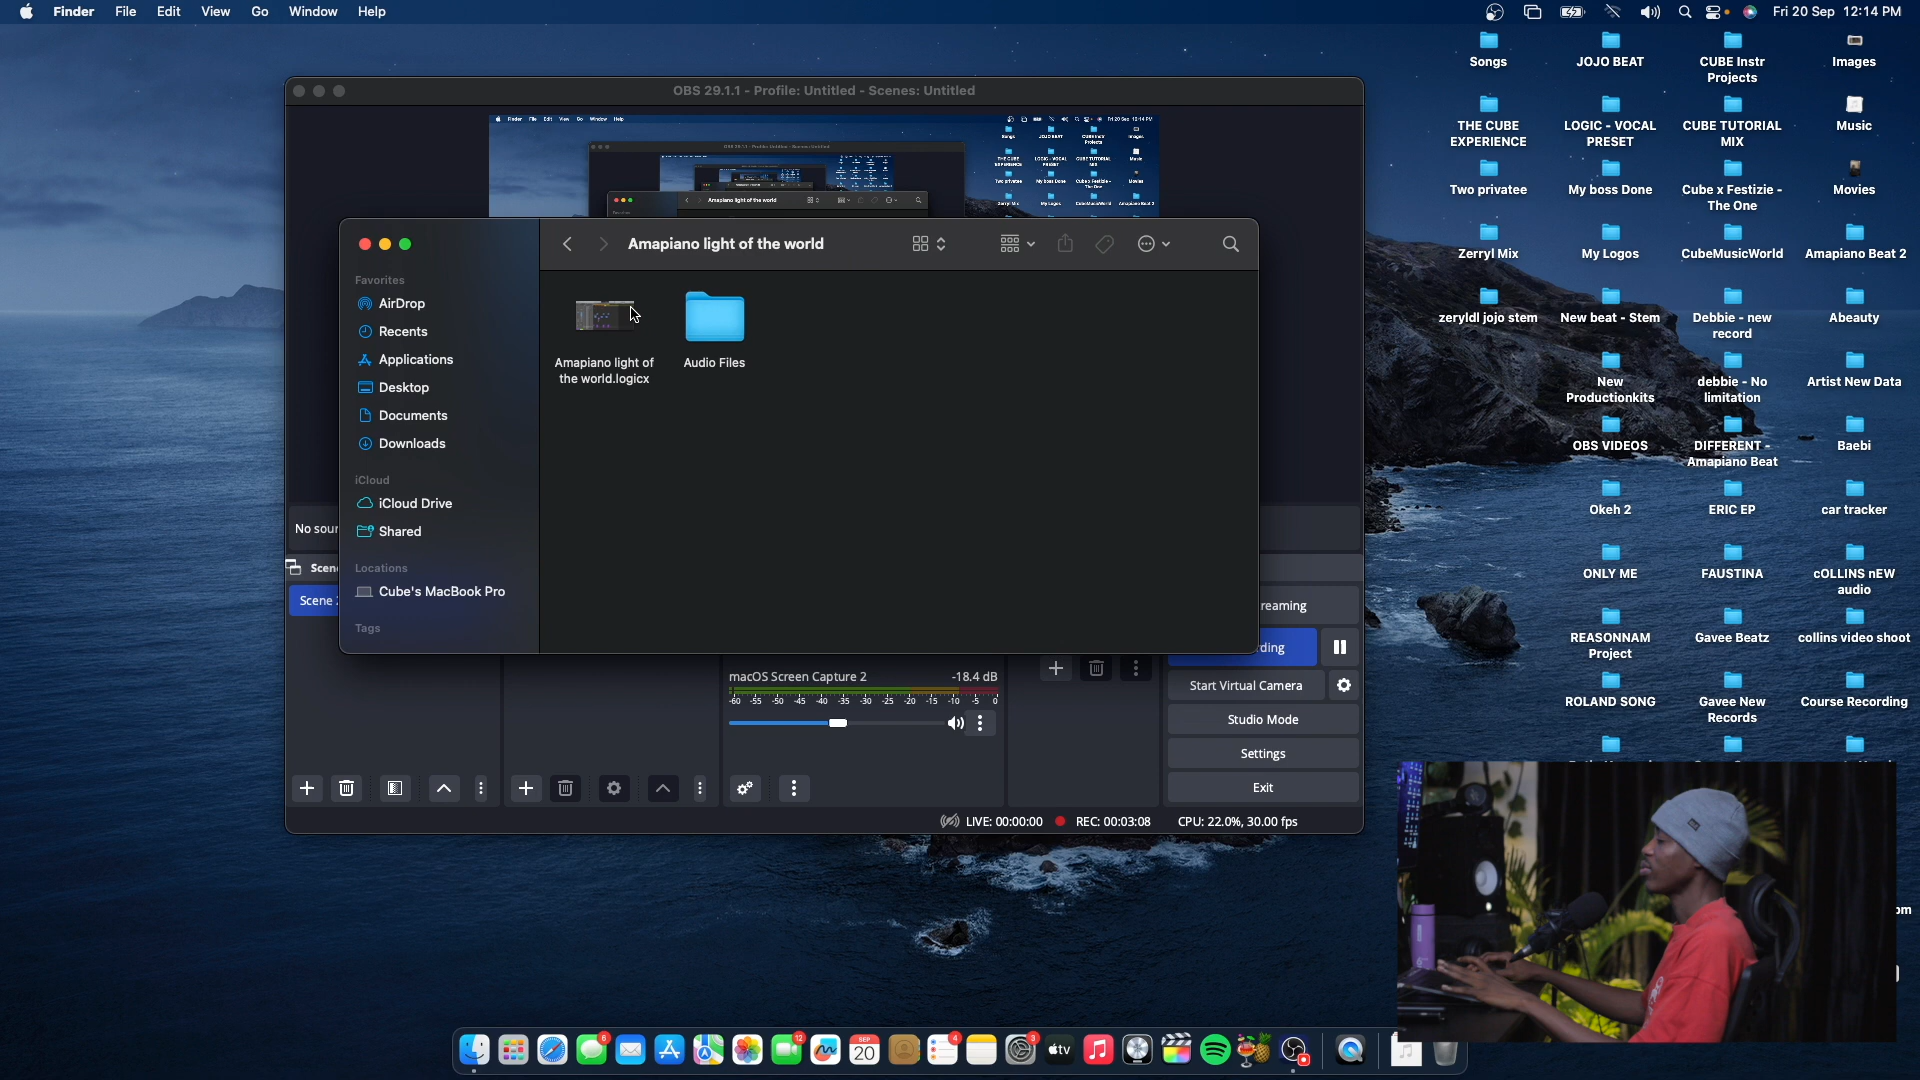 Finder File Edit View Go Window Help
Fri 20 Sep 12:14 PM
Songs
JOJO BEAT
CUBE Instr
Projects
Images
THE CUBE
EXPERIENCE
LOGIC - VOCAL
PRESET
CUBE TUTORIAL
MIX
Music
Two privatee
My boss Done
Cube x Festizie -
The One
Movies
Zerryl Mix
My Logos
CubeMusicWorld
Amapiano Beat 2
zeryldl jojo stem
New beat - Stem
Debbie - new
record
Abeauty
New
Productionkits
debbie - No
limitation
Artist New Data
OBS VIDEOS
DIFFERENT -
Amapiano Beat
Baebi
Okeh 2
ERIC EP
car tracker
ONLY ME
FAUSTINA
cOLLINS nEW
audio
REASONNAM
Project
Gavee Beatz
collins video shoot
ROLAND SONG
Gavee New
Records
Course Recording
OBS 29.1.1 - Profile: Untitled - Scenes: Untitled
Amapiano light of the world
Favorites
AirDrop
Recents
Applications
Desktop
Documents
Downloads
iCloud
iCloud Drive
Shared
Locations
Cube's MacBook Pro
Tags
Amapiano light of
the world.logicx
Audio Files
No sour
Scen
Scene
reaming
ding
macOS Screen Capture 2 -18.4 dB
-60 -55 -50 -45 -40 -35 -30 -25 -20 -15 -10 -5 0
Start Virtual Camera
Studio Mode
Settings
Exit
LIVE: 00:00:00 REC: 00:03:08 CPU: 22.0%, 30.00 fps
6
12
SEP
20
4
3
tv